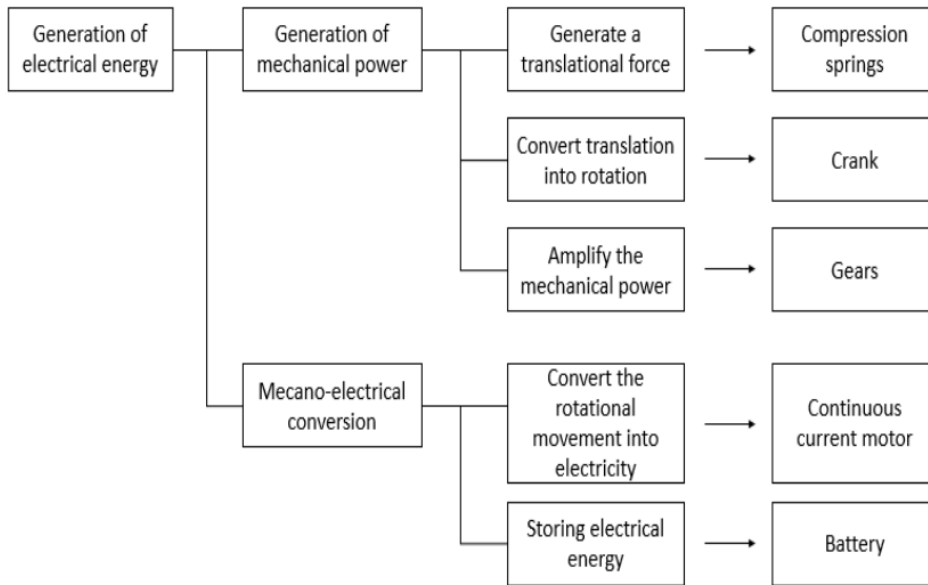 Generation of
electrical energy
Generation of
mechanical power
Generate a
translational force
Compression
springs
Convert translation
into rotation
Crank
Amplify the
mechanical power
Gears
Mecano-electrical
conversion
Convert the
rotational
movement into
electricity
Continuous
current motor
Storing electrical
energy
Battery